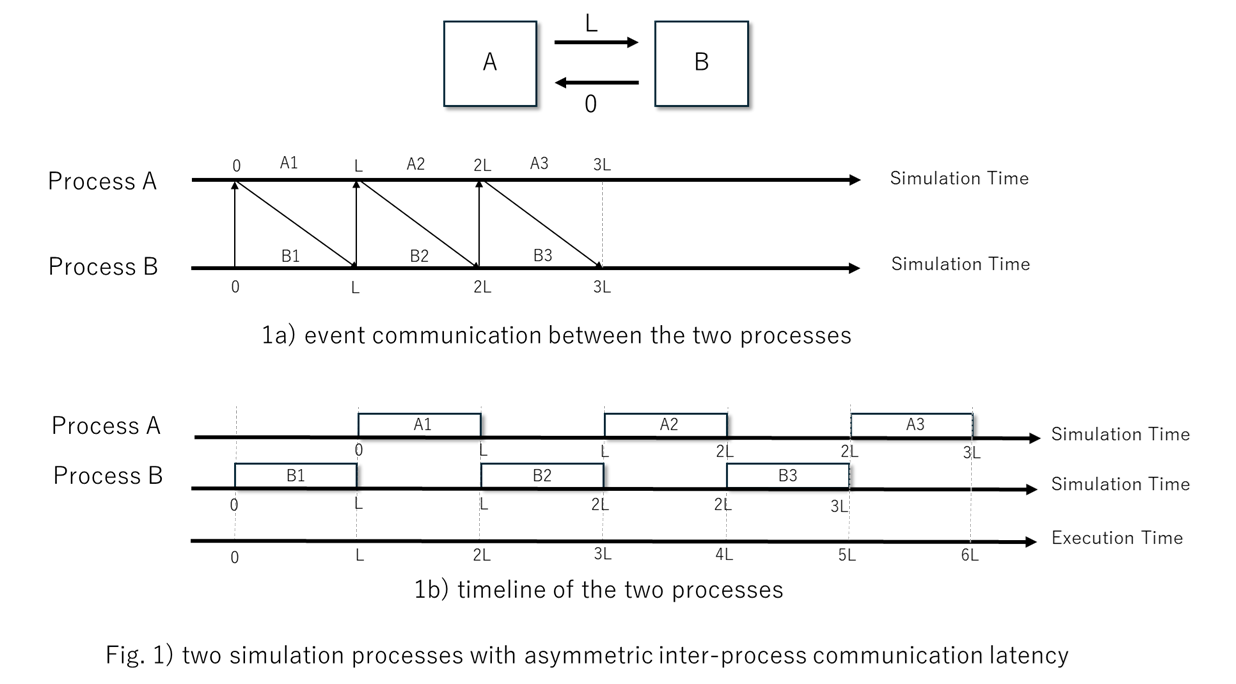 L
A
B
0
0 A1 L A2 2L A3 3L
Process A Simulation Time
B1 B2 B3
Process B Simulation Time
0 L 2L 3L
1a) event communication between the two processes
Process A A1 A2 A3 Simulation Time
0 L L 2L 2L 3L
Process B B1 B2 B3 Simulation Time
0 L L 2L 2L 3L
Execution Time
0 L 2L 3L 4L 5L 6L
1b) timeline of the two processes
Fig. 1) two simulation processes with asymmetric inter-process communication latency